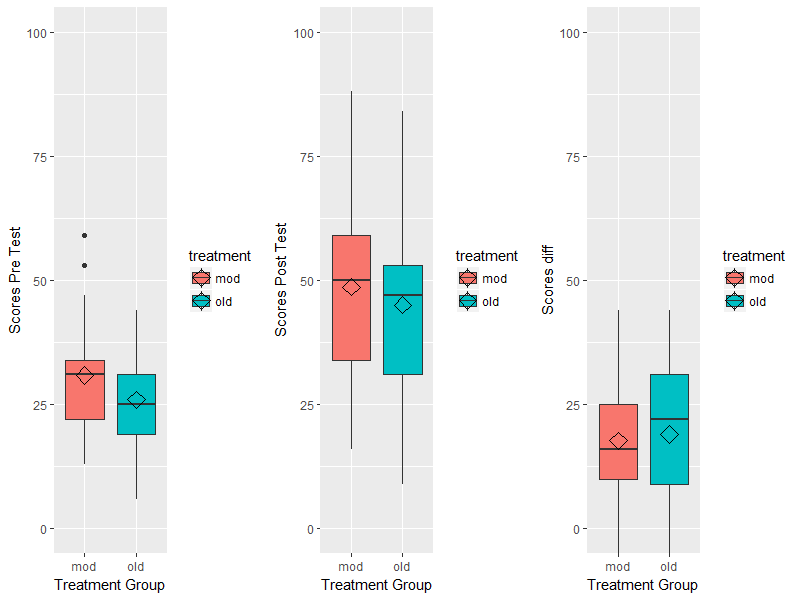 Scores Pre Test
100
75
50
25
0
mod
old
Treatment Group
treatment
mod
old
Scores Post Test
100
75
50
25
0
mod
old
Treatment Group
treatment
mod
old
Scores diff
100
75
50
25
0
mod
old
Treatment Group
treatment
mod
old